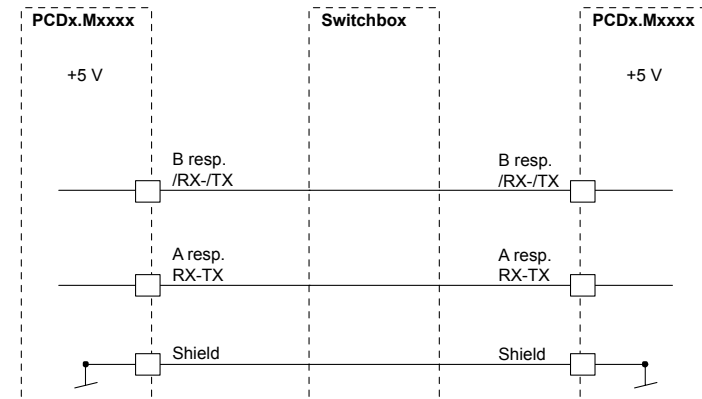 PCDx.Mxxxx
Switchbox
PCDx.Mxxxx
+5 V
+5 V
B resp.
/RX-/TX
B resp.
/RX-/TX
A resp.
RX-TX
A resp.
RX-TX
Shield
Shield